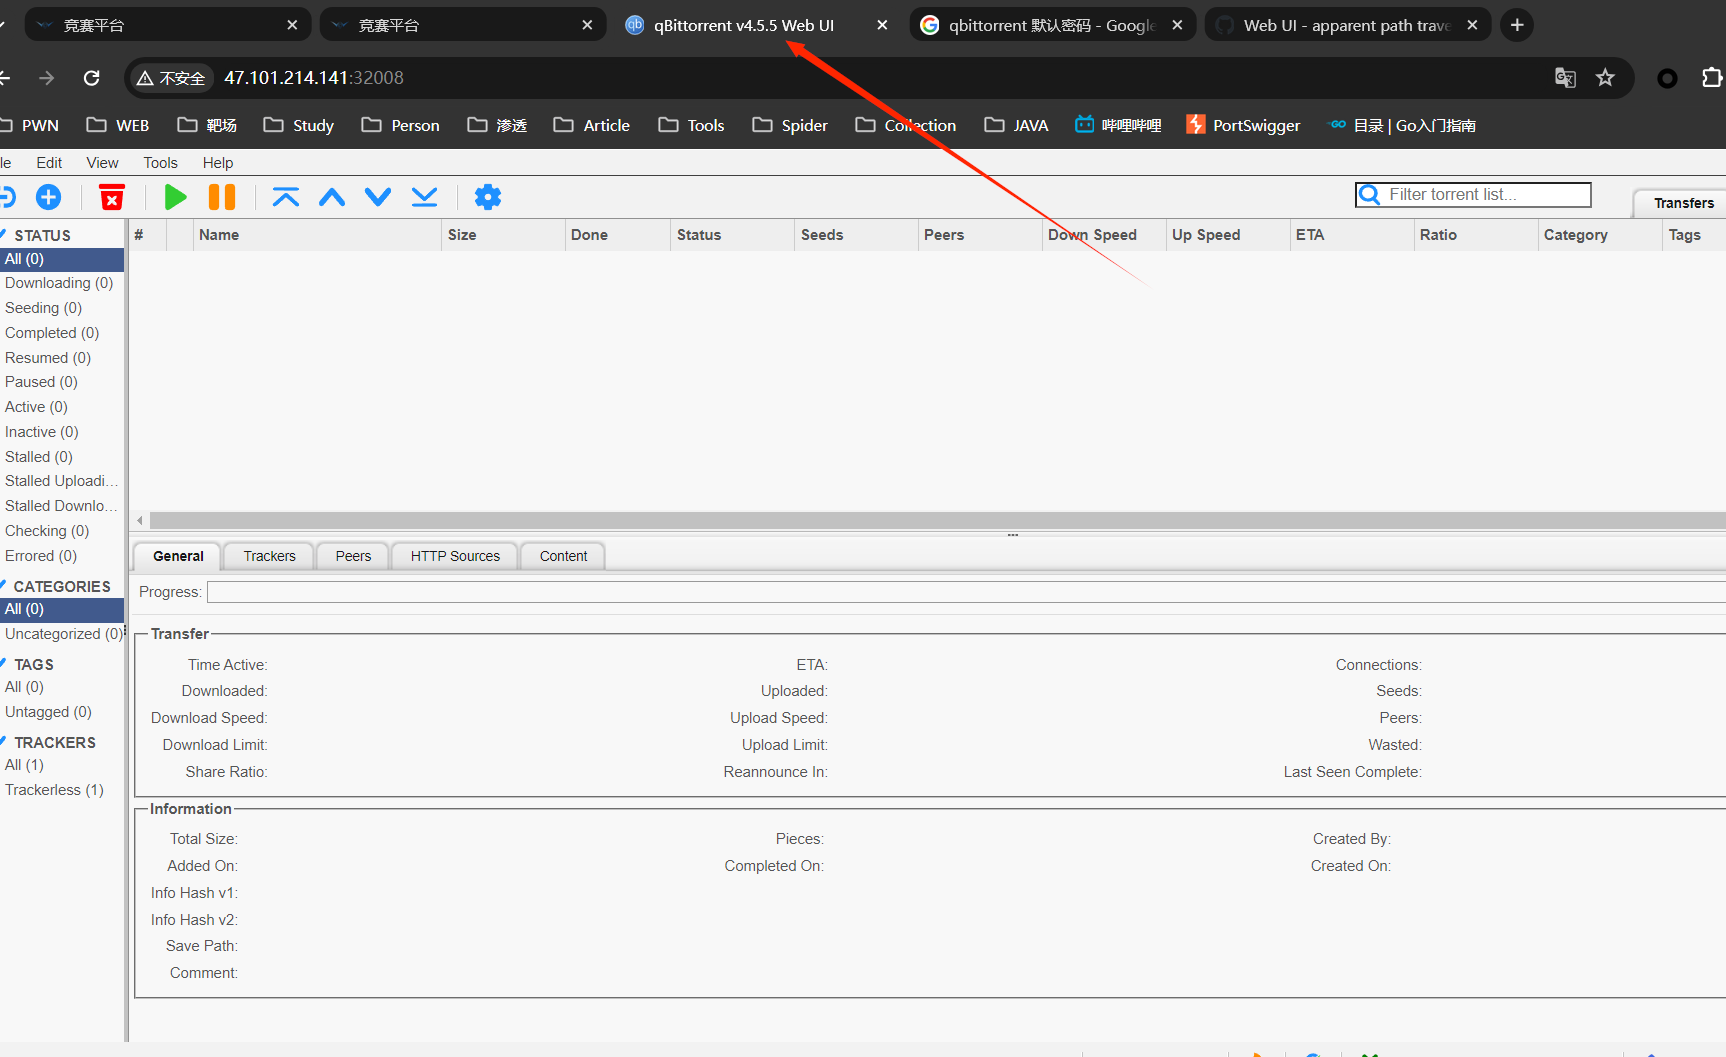 竞赛平台
竞赛平台
qBittorrent v4.5.5 Web UI
qbittorrent 默认密码 - Google
Web UI - apparent path trave
不安全
47.101.214.141:32008
PWN
WEB
靶场
Study
Person
渗透
Article
Tools
Spider
Collection
JAVA
哔哩哔哩
PortSwigger
目录 | Go入门指南
le Edit View Tools Help
Filter torrent list...
Transfers
# Name Size Done Status Seeds Peers Down Speed Up Speed ETA Ratio Category Tags
STATUS
All (0)
Downloading (0)
Seeding (0)
Completed (0)
Resumed (0)
Paused (0)
Active (0)
Inactive (0)
Stalled (0)
Stalled Uploadi...
Stalled Downlo...
Checking (0)
Errored (0)
CATEGORIES
All (0)
Uncategorized (0)
TAGS
All (0)
Untagged (0)
TRACKERS
All (1)
Trackerless (1)
General Trackers Peers HTTP Sources Content
Progress:
Transfer
Time Active: ETA: Connections:
Downloaded: Uploaded: Seeds:
Download Speed: Upload Speed: Peers:
Download Limit: Upload Limit: Wasted:
Share Ratio: Reannounce In: Last Seen Complete:
Information
Total Size: Pieces: Created By:
Added On: Completed On: Created On:
Info Hash v1:
Info Hash v2:
Save Path:
Comment: